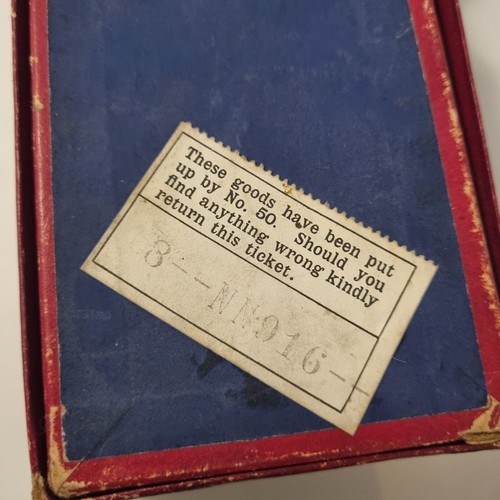 These goods have been put
up by No. 50. Should you
find anything wrong kindly
return this ticket.
8--NN916--